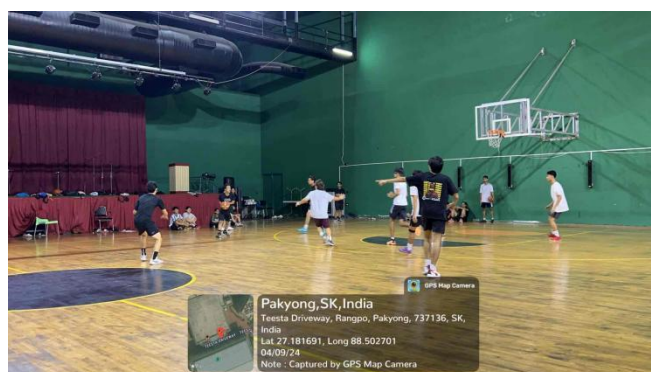 GPS Map Camera
Pakyong,SK,India
Teesta Driveway, Rangpo, Pakyong, 737136, SK,
India
Lat 27.181691, Long 88.502701
04/09/24
Note : Captured by GPS Map Camera